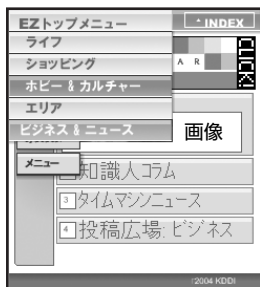 EZトップメニュー
・INDEX
ライフ
ショッピング
A R
CLICK!
ホビー & カルチャー
エリア
ビジネス & ニュース
画像
メニュー
知識人コラム
3 タイムマシンニュース
4 投稿広場: ビジネス
©2004 KDDI